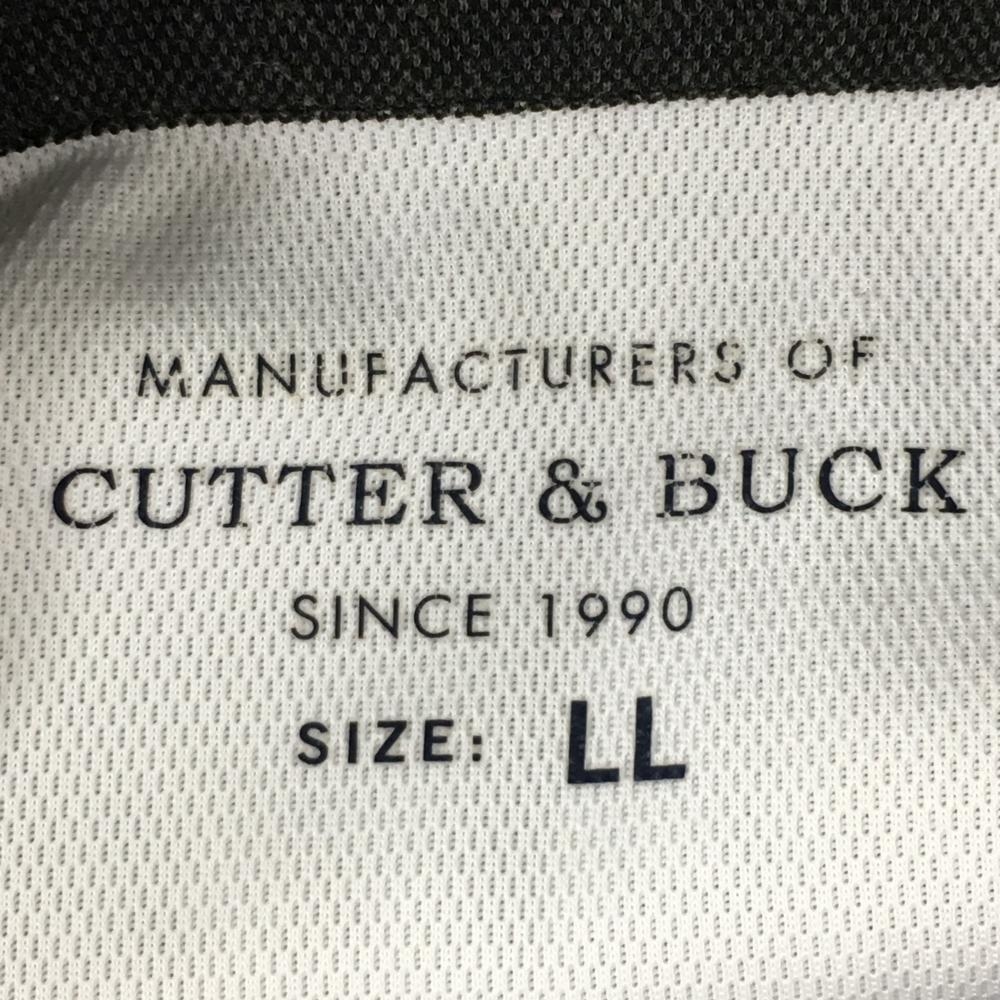 MANUFACTURERS OF
CUTTER & BUCK
SINCE 1990
SIZE: LL